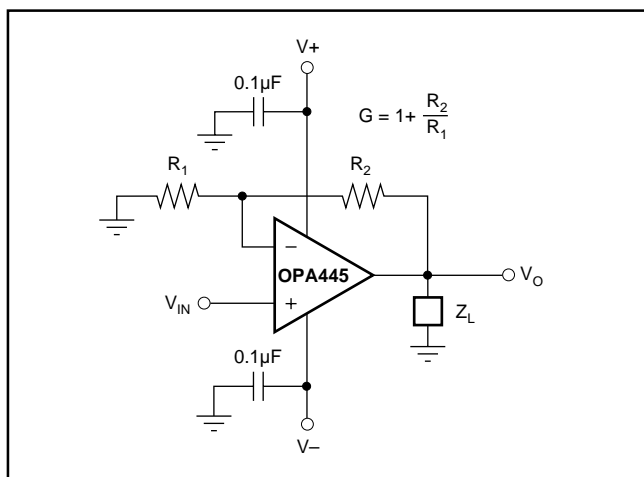 V+
0.1µF
G = 1+ R2/R1
R1
R2
–
OPA445
VO
VIN
+
ZL
0.1µF
V–